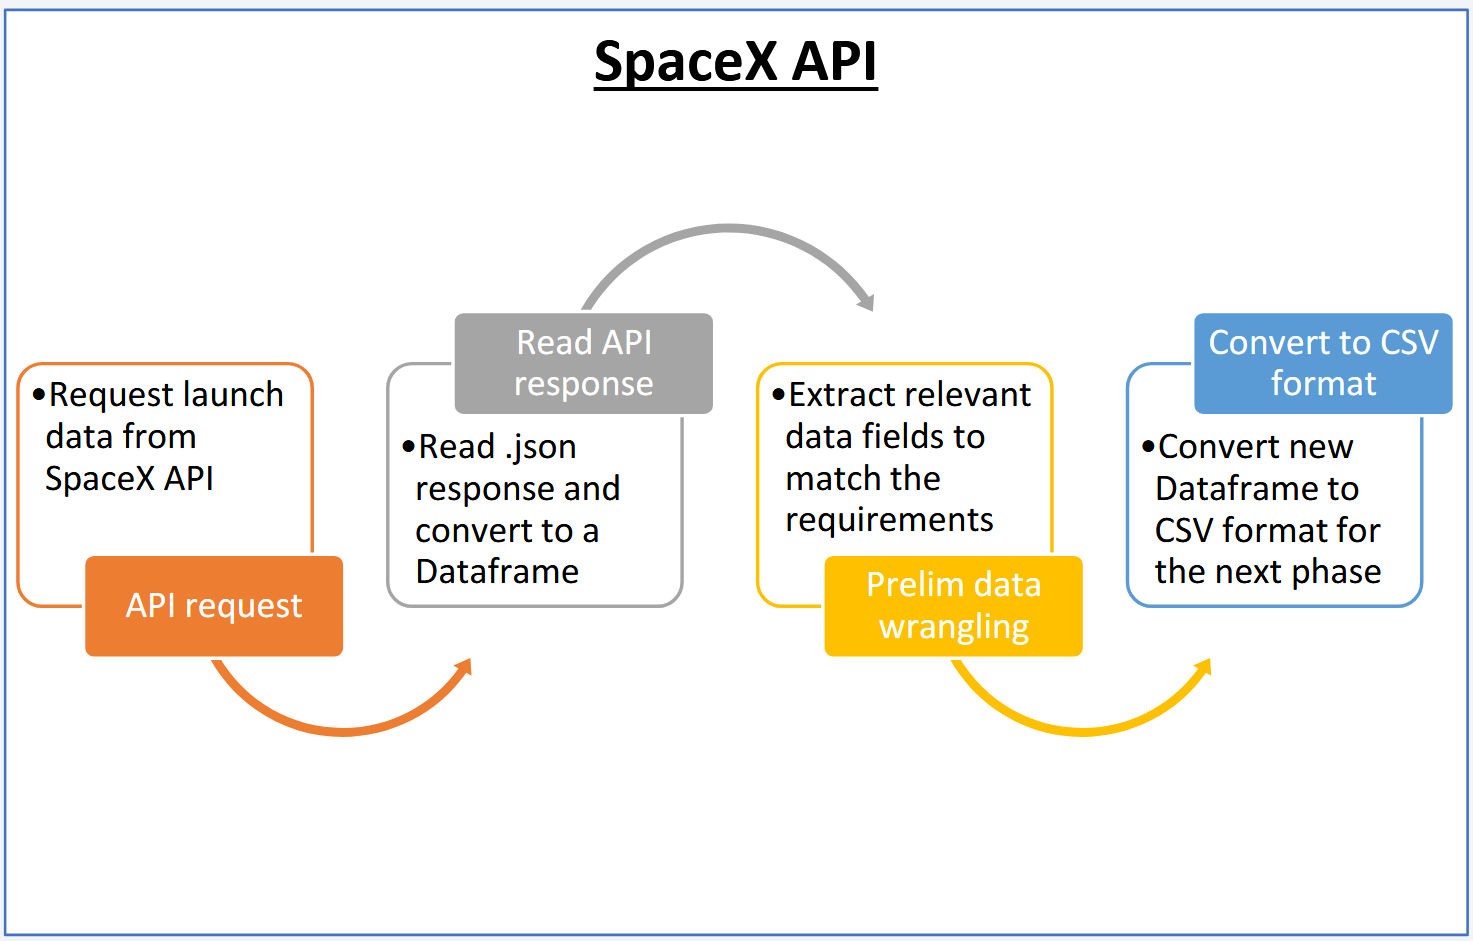 SpaceX API
•Request launch
data from
SpaceX API
API request
Read API
response
•Read .json
response and
convert to a
Dataframe
•Extract relevant
data fields to
match the
requirements
Prelim data
wrangling
Convert to CSV
format
•Convert new
Dataframe to
CSV format for
the next phase